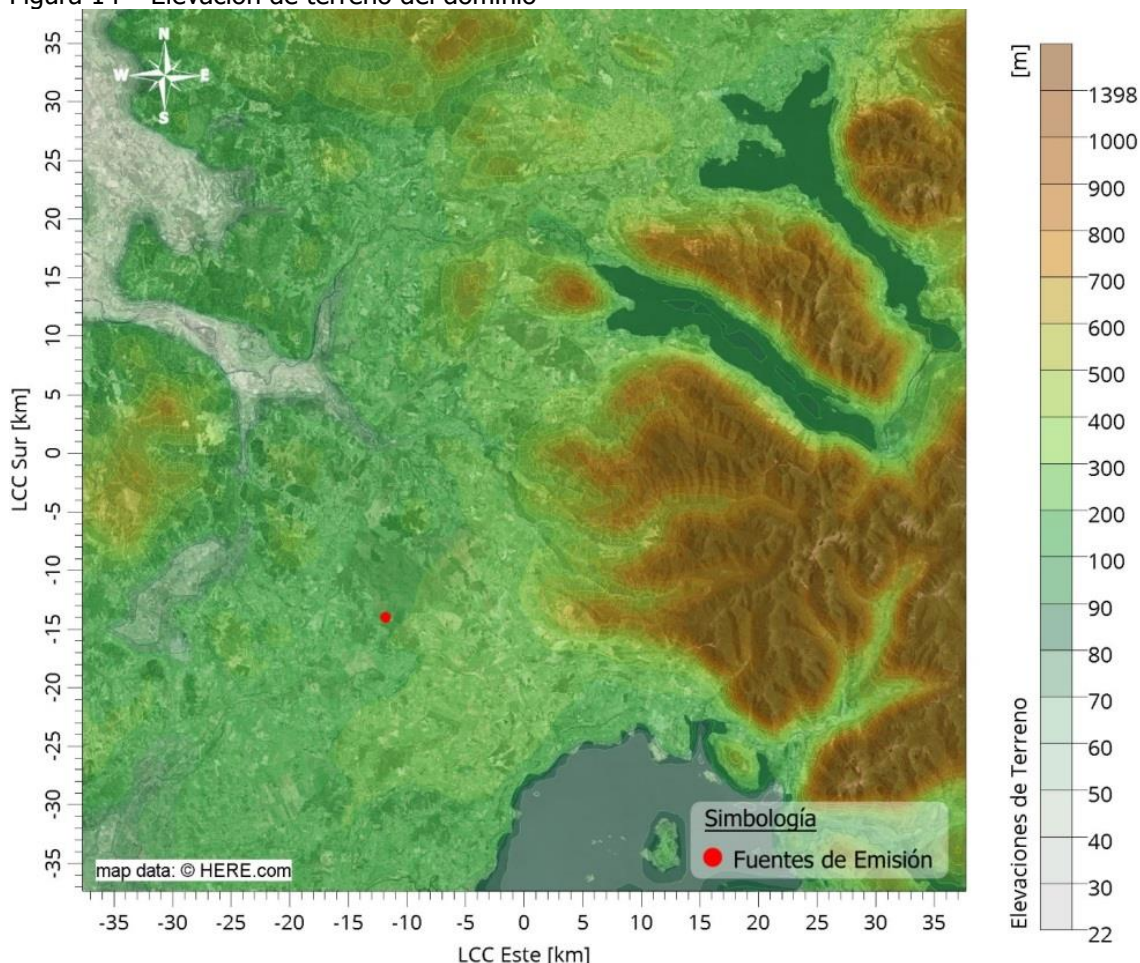 Figura 14 – Elevación de terreno del dominio
N
W E
S
35
30
25
20
15
10
5
0
-5
-10
-15
-20
-25
-30
-35
LCC Sur [km]
-35 -30 -25 -20 -15 -10 -5 0 5 10 15 20 25 30 35
LCC Este [km]
map data: © HERE.com
Simbología
Fuentes de Emisión
[m]
1398
1000
900
800
700
600
500
400
300
200
100
90
80
70
60
50
40
30
22
Elevaciones de Terreno